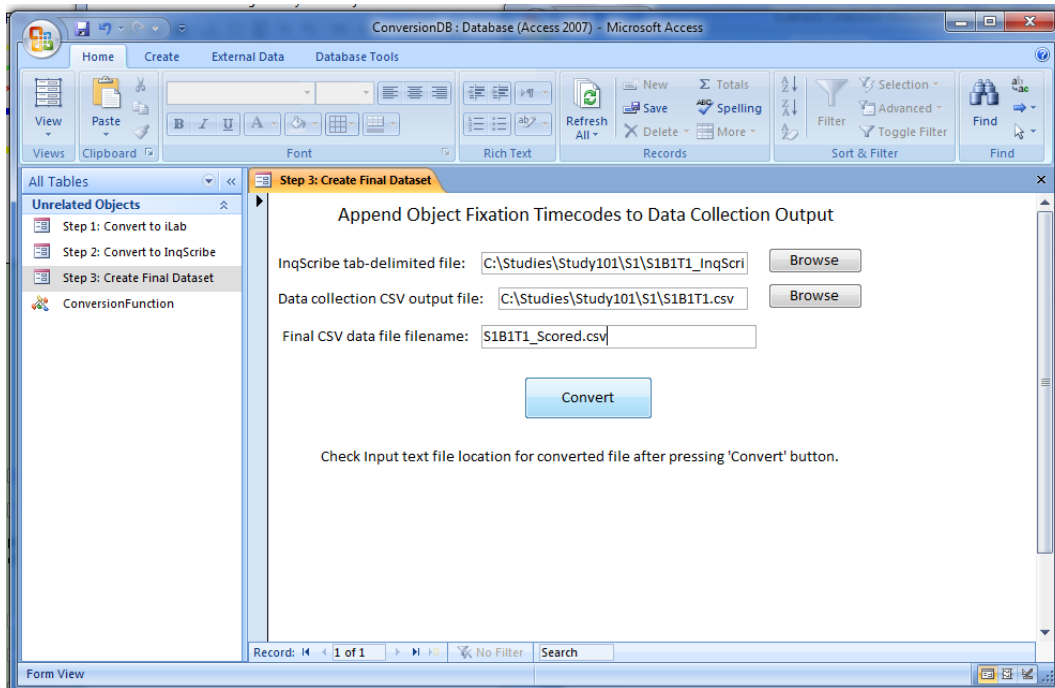 ConversionDB : Database (Access 2007) - Microsoft Access
Home Create External Data Database Tools
View
Paste
B I U A
Refresh All
New
Save
Delete
Σ Totals
Spelling
More
Filter
Selection
Advanced
Toggle Filter
Find
Views Clipboard Font Rich Text Records Sort & Filter Find
All Tables
Unrelated Objects
Step 1: Convert to iLab
Step 2: Convert to InqScribe
Step 3: Create Final Dataset
ConversionFunction
Step 3: Create Final Dataset
Append Object Fixation Timecodes to Data Collection Output
InqScribe tab-delimited file: C:\Studies\Study101\S1\S1B1T1_InqScri Browse
Data collection CSV output file: C:\Studies\Study101\S1\S1B1T1.csv Browse
Final CSV data file filename: S1B1T1_Scored.csv
Convert
Check Input text file location for converted file after pressing 'Convert' button.
Record: 1 of 1 No Filter Search
Form View